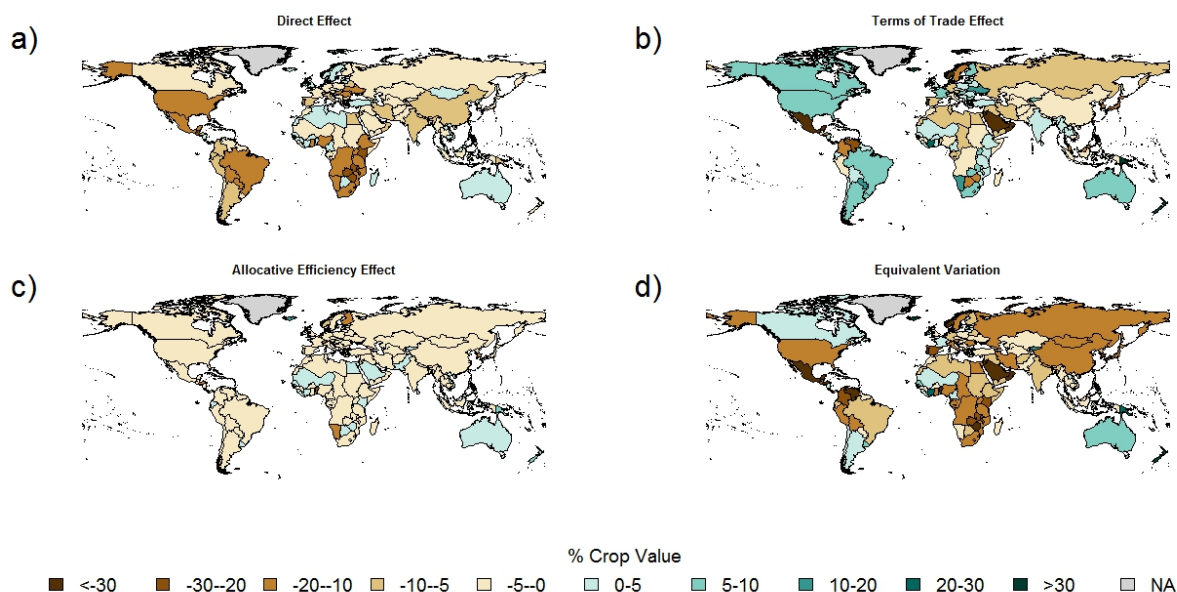 Direct Effect
Terms of Trade Effect
a)
b)
Allocative Efficiency Effect
Equivalent Variation
c)
d)
% Crop Value
<-30 -30--20 -20--10 -10--5 -5--0 0-5 5-10 10-20 20-30 >30 NA